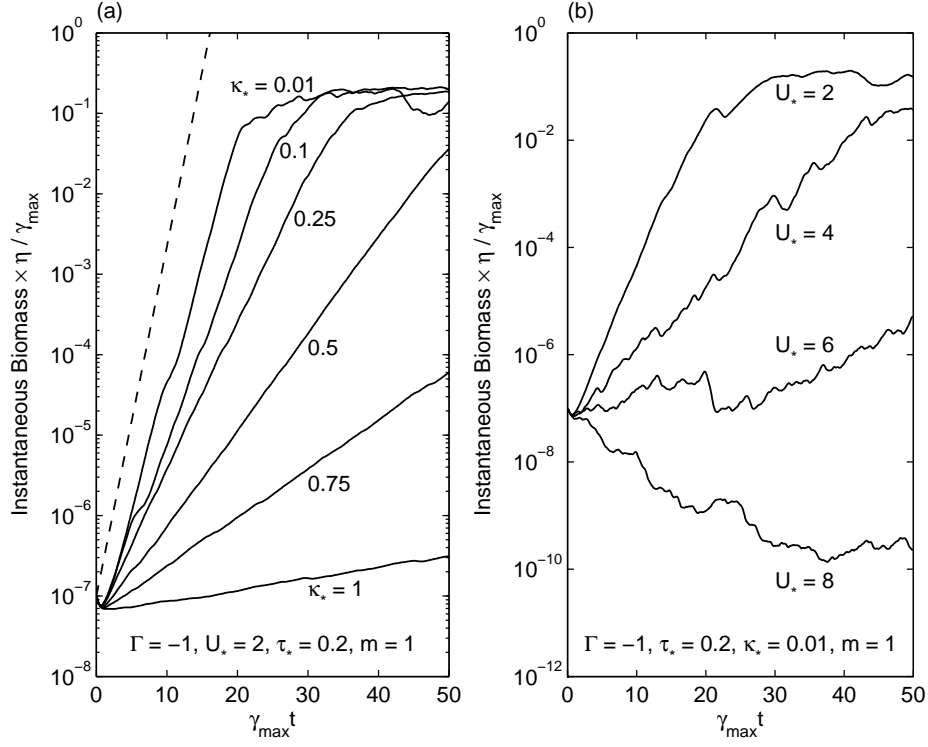 (a)
Instantaneous Biomass × η / γmax
10^0
10^-1
10^-2
10^-3
10^-4
10^-5
10^-6
10^-7
10^-8
κ* = 0.01
0.1
0.25
0.5
0.75
κ* = 1
Γ = −1, U* = 2, τ* = 0.2, m = 1
0 10 20 30 40 50
γmax t
(b)
Instantaneous Biomass × η / γmax
10^0
10^-2
10^-4
10^-6
10^-8
10^-10
10^-12
U* = 2
U* = 4
U* = 6
U* = 8
Γ = −1, τ* = 0.2, κ* = 0.01, m = 1
0 10 20 30 40 50
γmax t